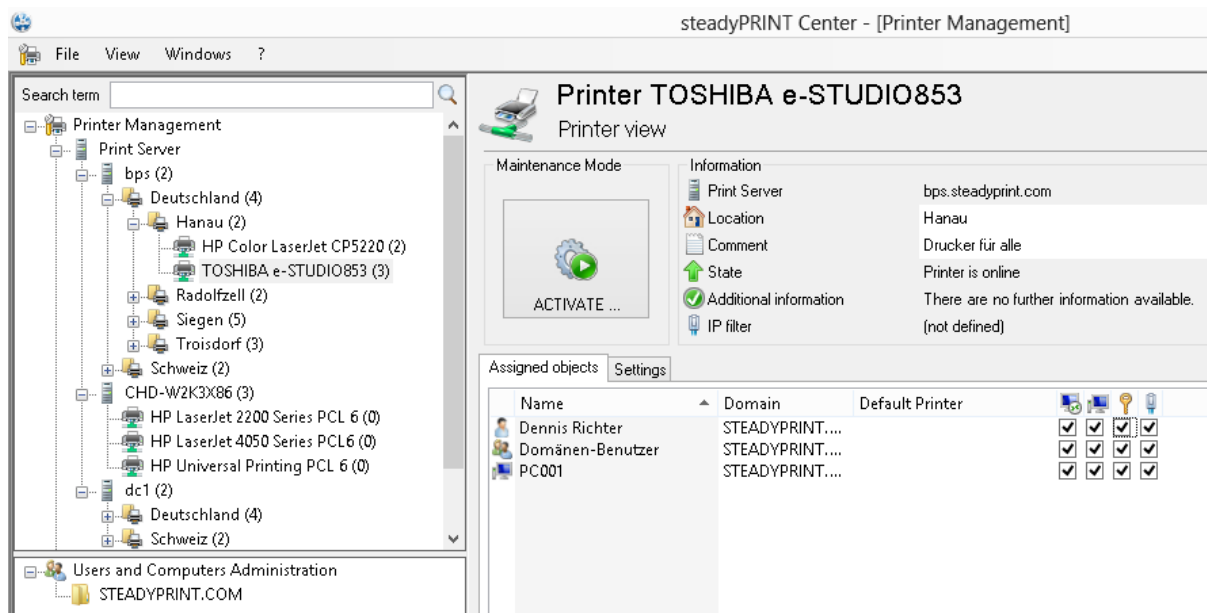 steadyPRINT Center - [Printer Management]
File View Windows ?
Search term
Printer Management
Print Server
bps (2)
Deutschland (4)
Hanau (2)
HP Color LaserJet CP5220 (2)
TOSHIBA e-STUDIO853 (3)
Radolfzell (2)
Siegen (5)
Troisdorf (3)
Schweiz (2)
CHD-W2K3X86 (3)
HP LaserJet 2200 Series PCL 6 (0)
HP LaserJet 4050 Series PCL6 (0)
HP Universal Printing PCL 6 (0)
dc1 (2)
Deutschland (4)
Schweiz (2)
Users and Computers Administration
STEADYPRINT.COM
Printer TOSHIBA e-STUDIO853
Printer view
Maintenance Mode
ACTIVATE ...
Information
Print Server bps.steadyprint.com
Location Hanau
Comment Drucker für alle
State Printer is online
Additional information There are no further information available.
IP filter (not defined)
Assigned objects Settings
Name Domain Default Printer
Dennis Richter STEADYPRINT....
Domänen-Benutzer STEADYPRINT....
PC001 STEADYPRINT....